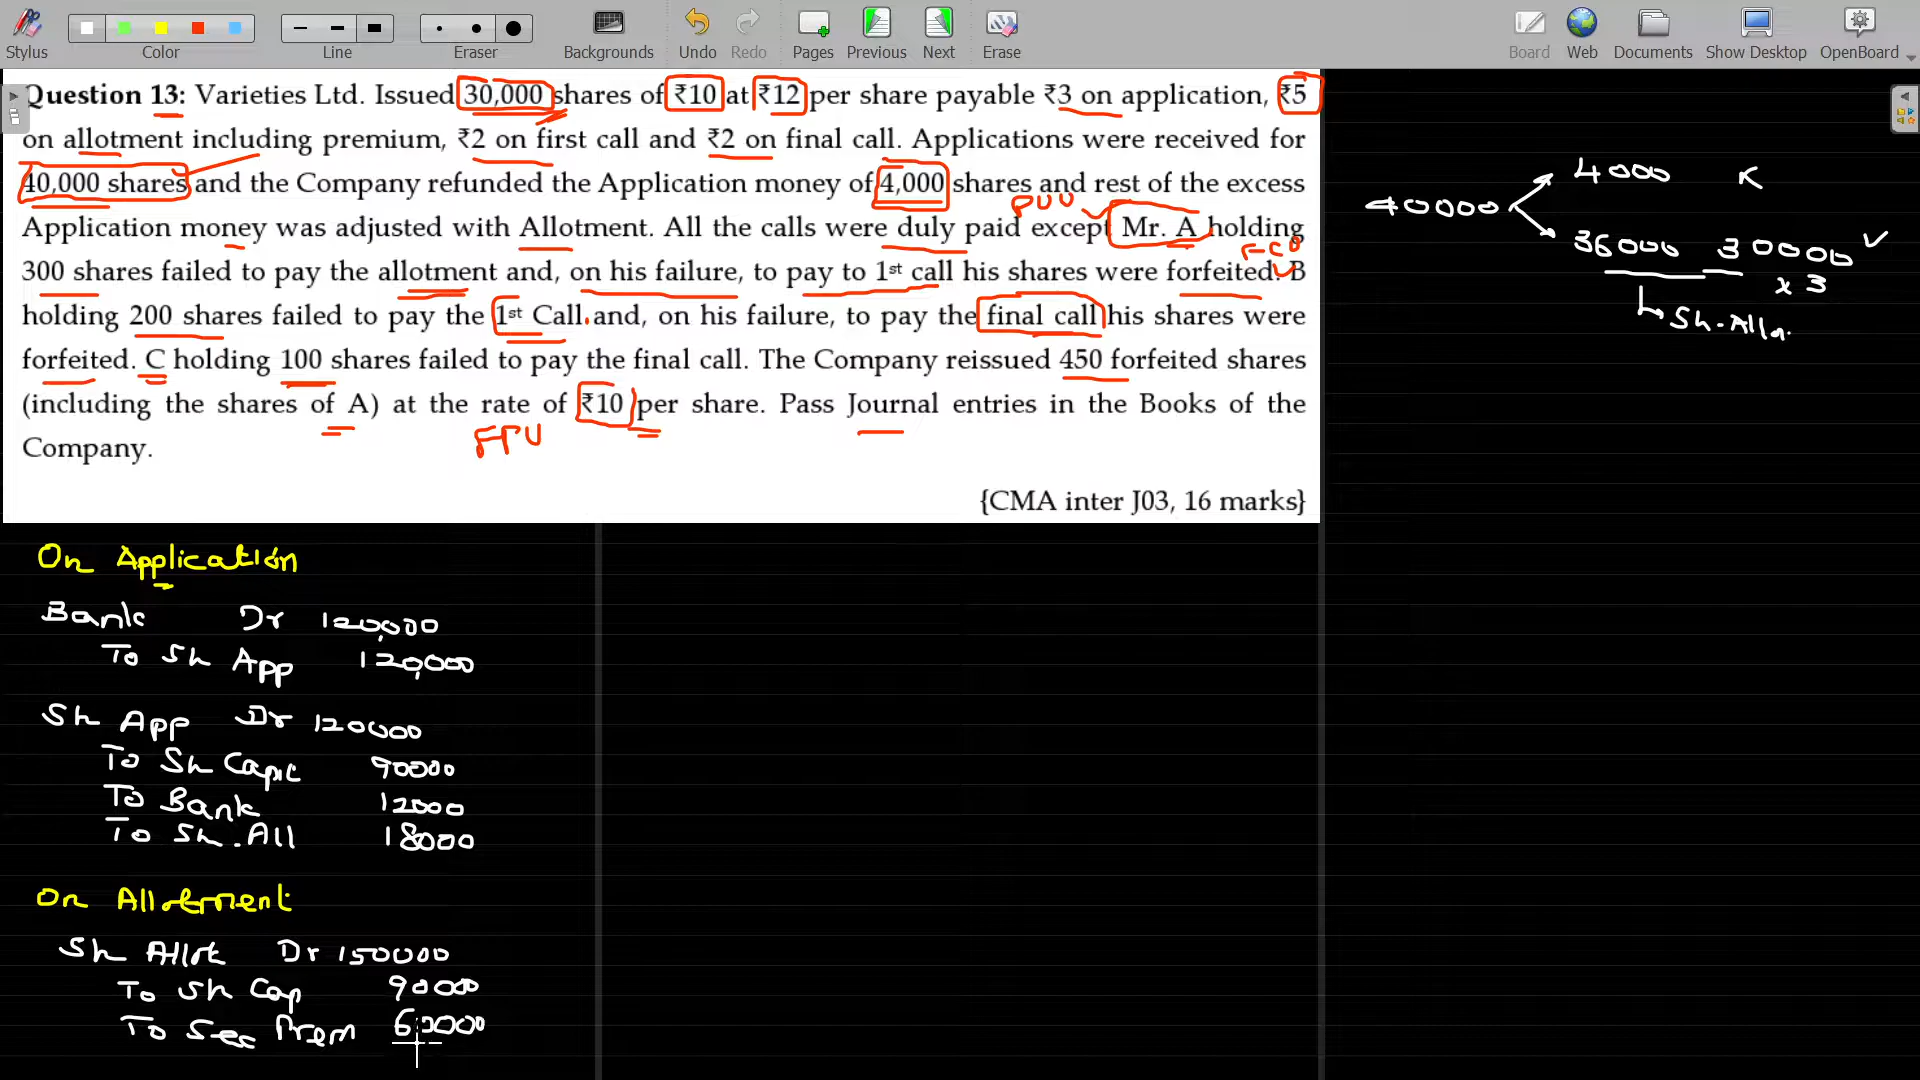 Stylus
Color
Line
Eraser
Backgrounds
Undo
Redo
Pages
Previous
Next
Erase
Board
Web
Documents
Show Desktop
OpenBoard
Question 13: Varieties Ltd. Issued 30,000 shares of ₹10 at ₹12 per share payable ₹3 on application, ₹5
on allotment including premium, ₹2 on first call and ₹2 on final call. Applications were received for
40,000 shares and the Company refunded the Application money of 4,000 shares and rest of the excess
Application money was adjusted with Allotment. All the calls were duly paid except Mr. A holding
300 shares failed to pay the allotment and, on his failure, to pay to 1st call his shares were forfeited. B
holding 200 shares failed to pay the 1st Call and, on his failure, to pay the final call his shares were
forfeited. C holding 100 shares failed to pay the final call. The Company reissued 450 forfeited shares
(including the shares of A) at the rate of ₹10 per share. Pass Journal entries in the Books of the
Company.
{CMA inter J03, 16 marks}
40000
4000
36000 30000 ✓
x 3
Sh. Allo.
On Application
Bank Dr 120,000
To Sh App 120,000
Sh App Dr 120000
To Sh Capt 90000
To Bank 12000
To Sh. All 18000
On Allotment
Sh Allot Dr 150000
To Sh Cap 90000
To Sec Prem 60000